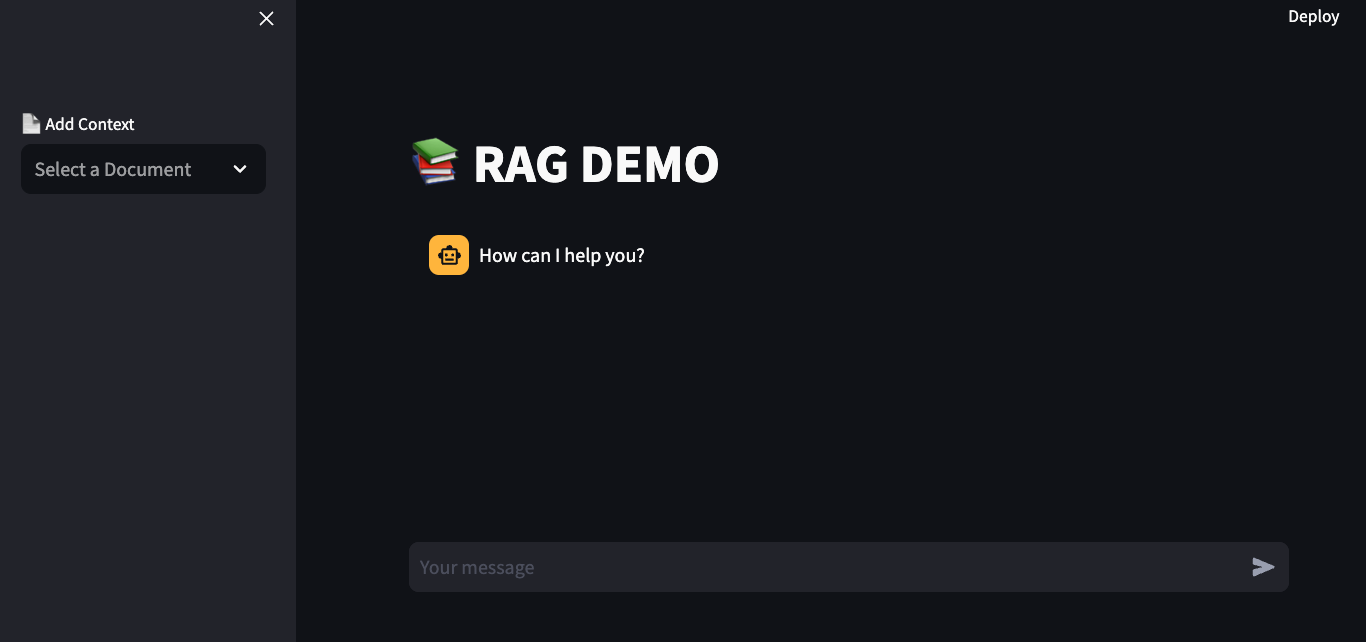 Deploy
Add Context
Select a Document
RAG DEMO
How can I help you?
Your message